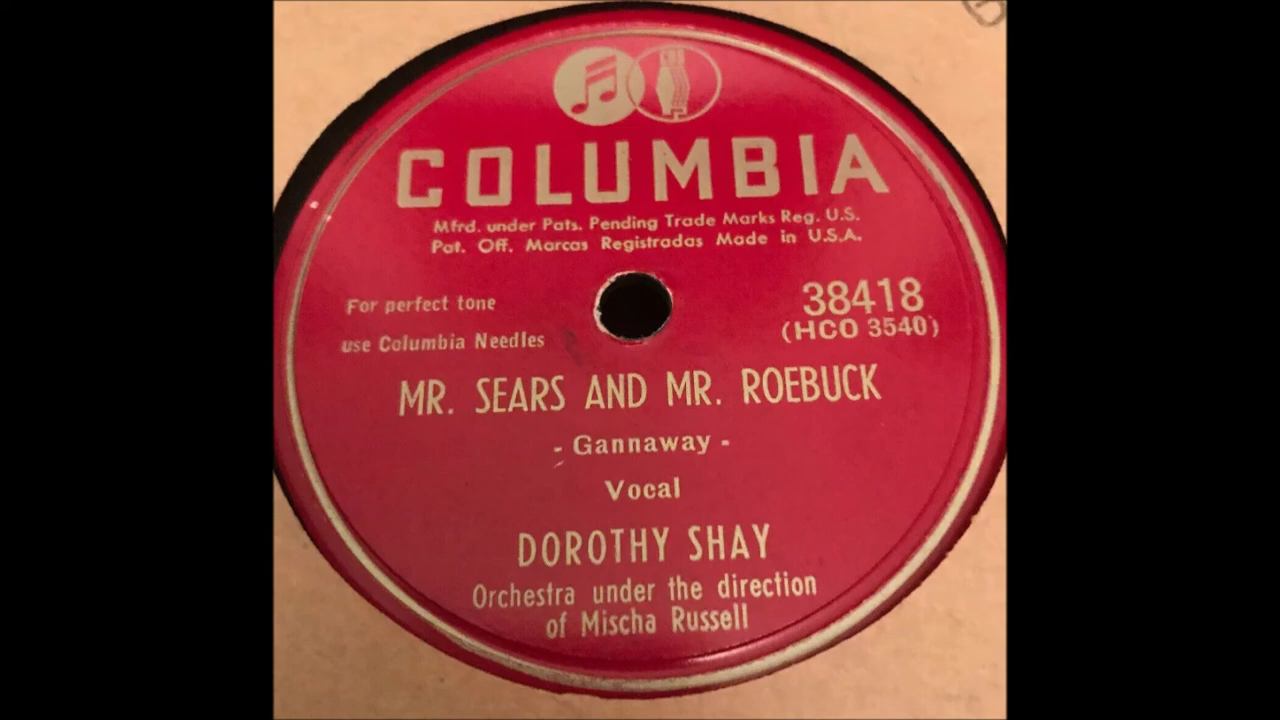 CBS
COLUMBIA
Mfrd. under Pats. Pending Trade Marks Reg. U.S.
Pat. Off. Marcas Registradas Made in U.S.A.
For perfect tone
use Columbia Needles
38418
(HCO 3540)
MR. SEARS AND MR. ROEBUCK
- Gannaway -
Vocal
DOROTHY SHAY
Orchestra under the direction
of Mischa Russell